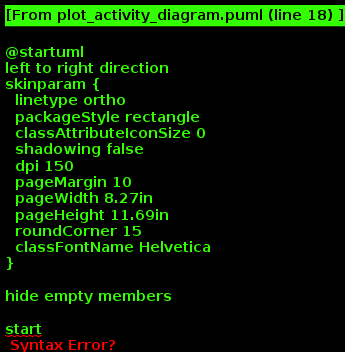 [From plot_activity_diagram.puml (line 18) ]
@startuml
left to right direction
skinparam {
linetype ortho
packageStyle rectangle
classAttributeIconSize 0
shadowing false
dpi 150
pageMargin 10
pageWidth 8.27in
pageHeight 11.69in
roundCorner 15
classFontName Helvetica
}
hide empty members
start
Syntax Error?